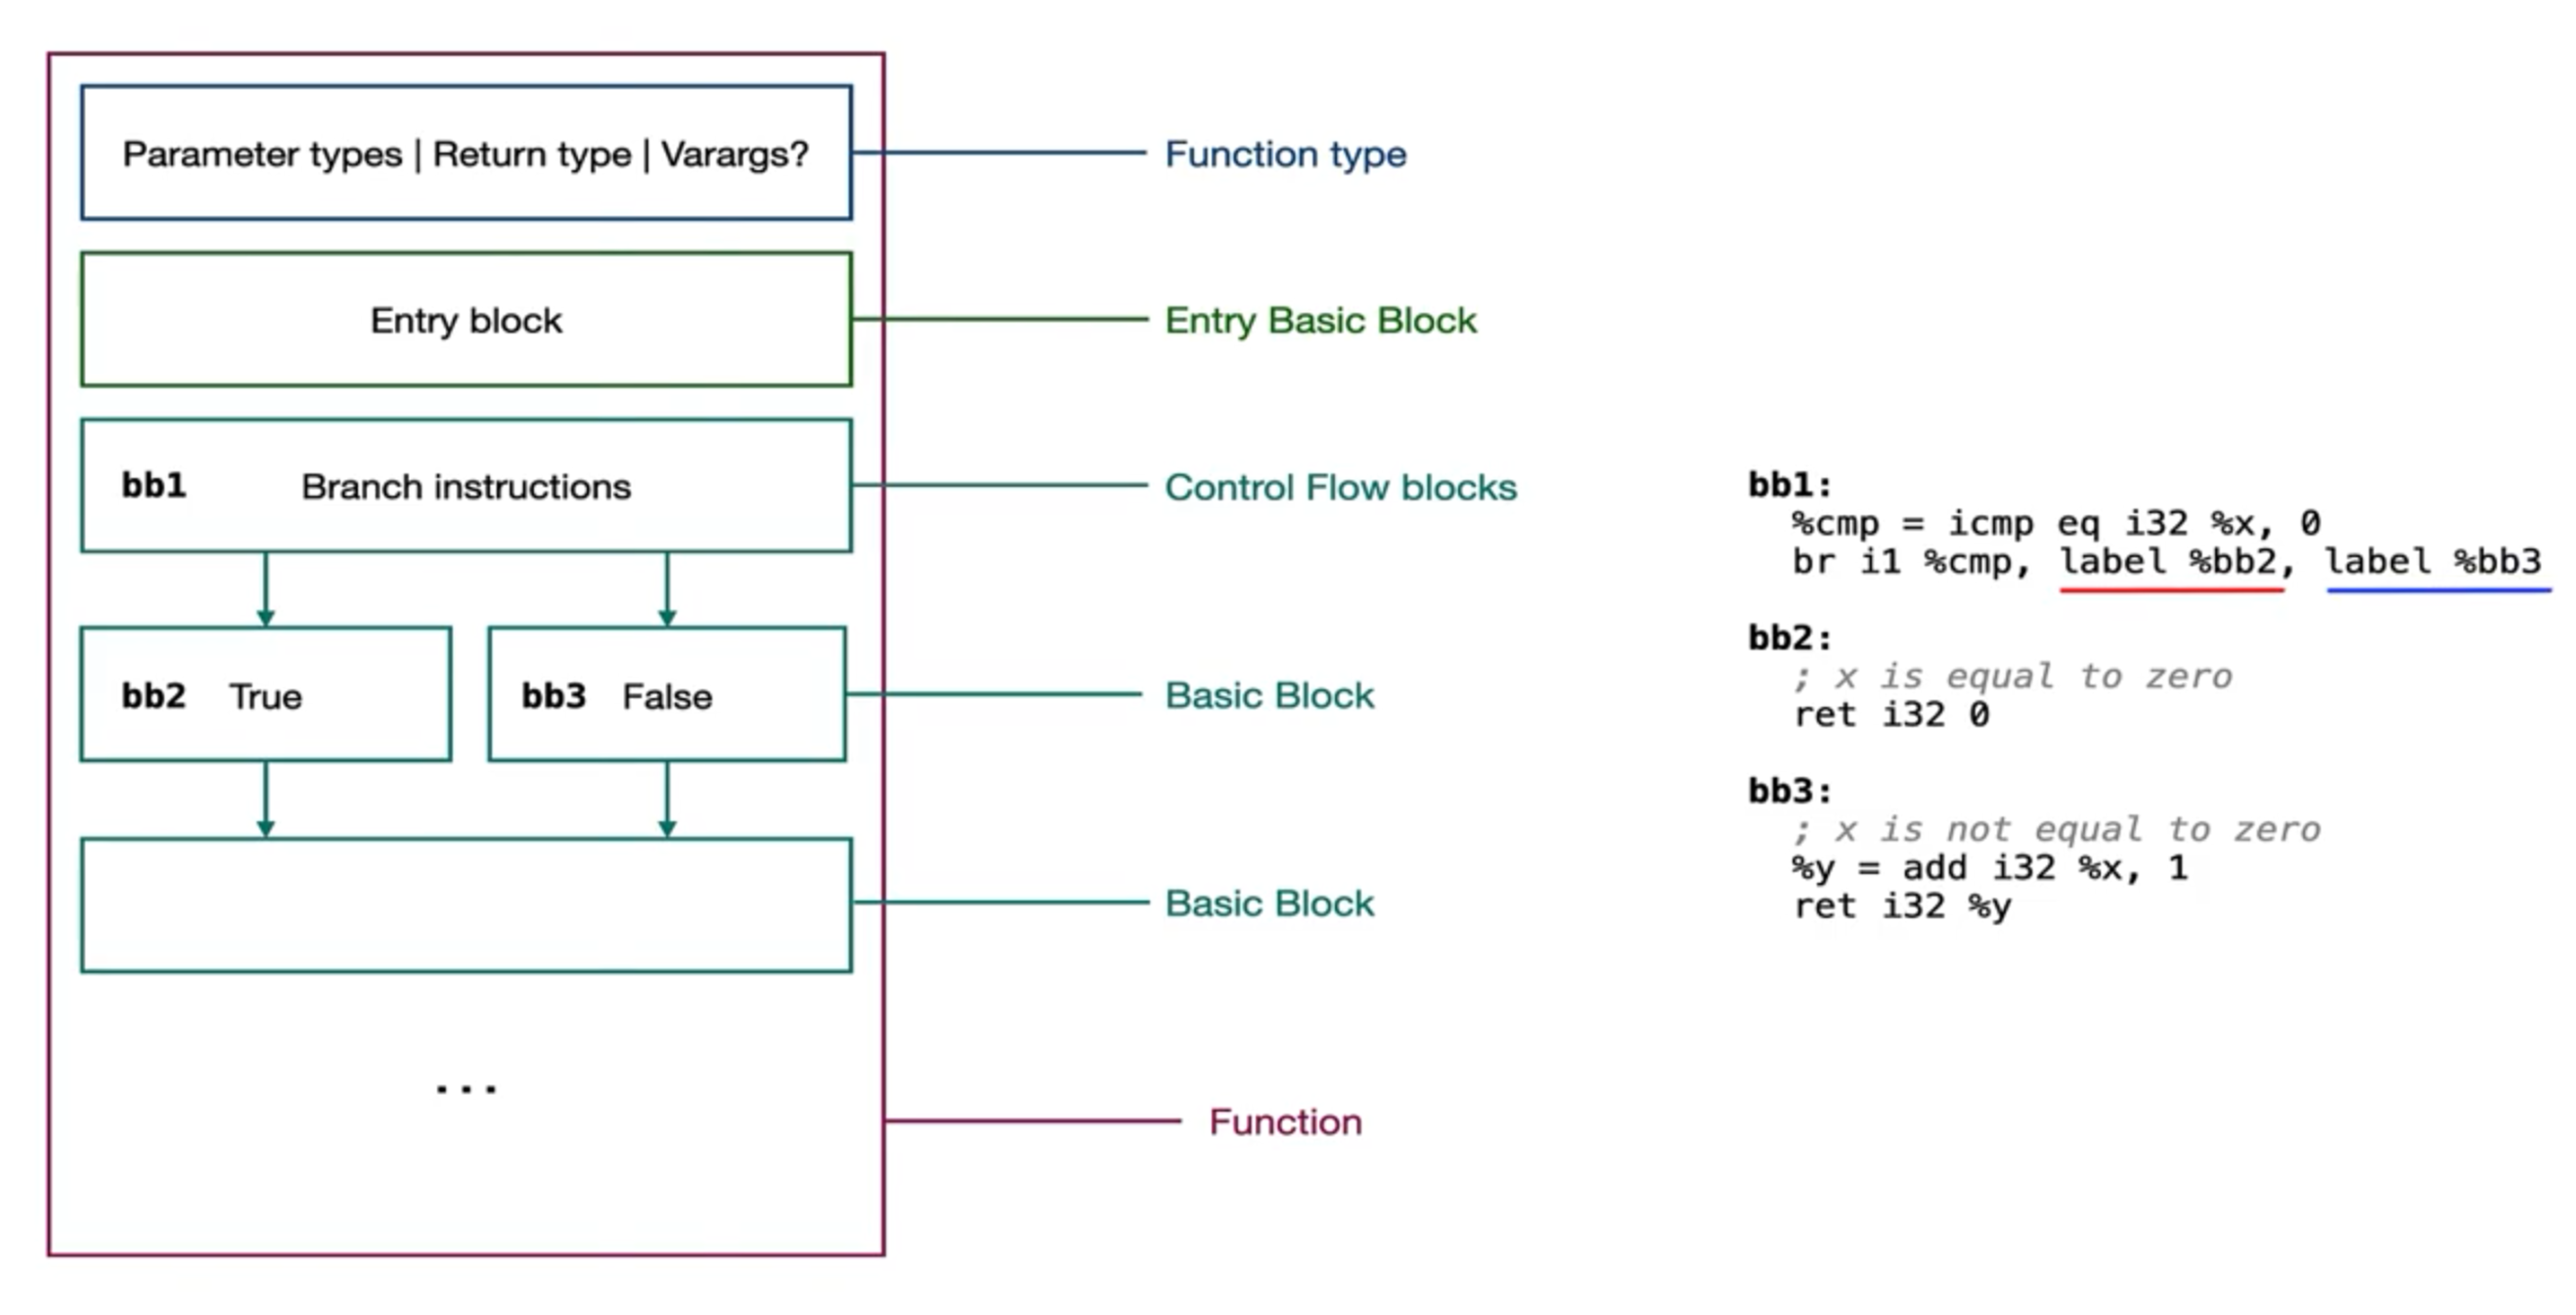 Parameter types | Return type | Varargs?
Function type
Entry block
Entry Basic Block
bb1 Branch instructions
Control Flow blocks
bb2 True
bb3 False
Basic Block
Basic Block
...
Function
bb1:
%cmp = icmp eq i32 %x, 0
br i1 %cmp, label %bb2, label %bb3
bb2:
; x is equal to zero
ret i32 0
bb3:
; x is not equal to zero
%y = add i32 %x, 1
ret i32 %y